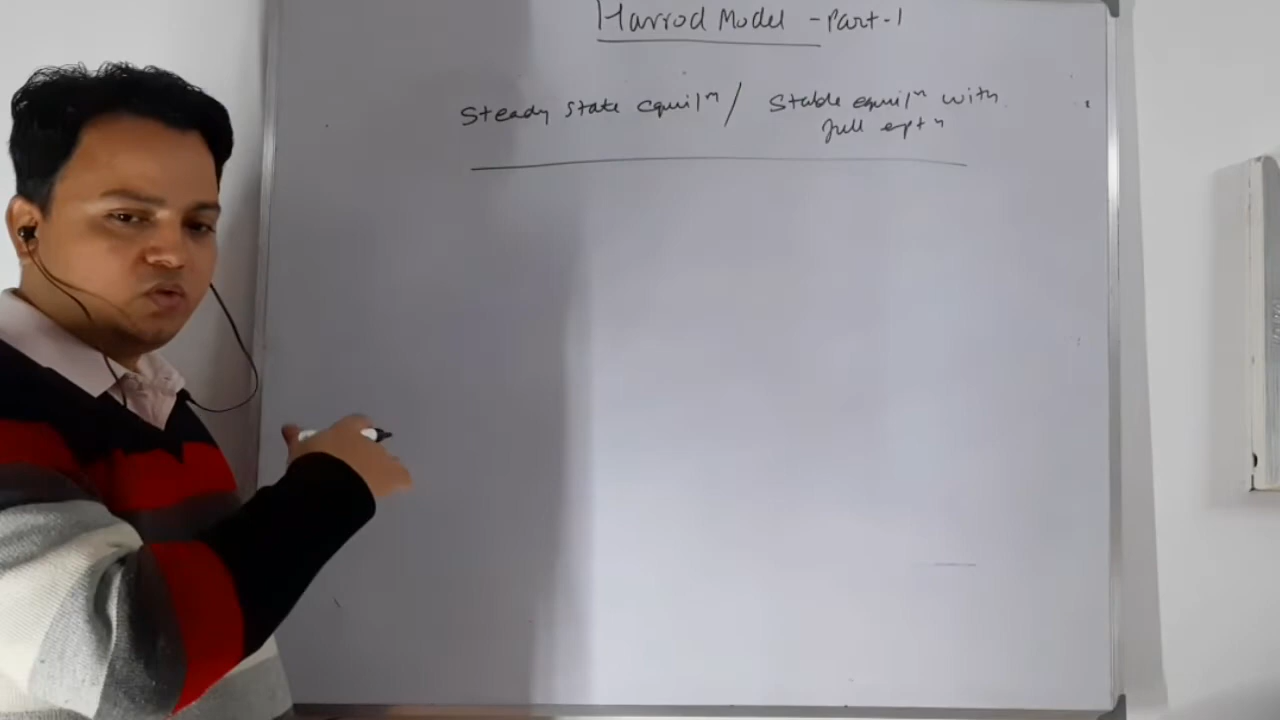 Harrod Model - Part-1
Steady state equilⁿ / Stable equilⁿ with
full emptⁿ